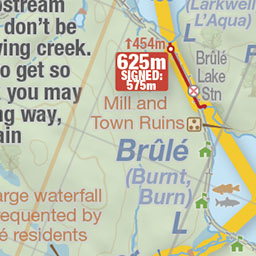 (Larkwell
L'Aqua)
pstream
don't be
ving creek.
o get so
you may
ng way,
ain
↑454m
625m
SIGNED:
575m
Brûlé
Lake
Stn
Mill and
Town Ruins
Brûlé
(Burnt,
Burn)
L
arge waterfall
requented by
é residents
L